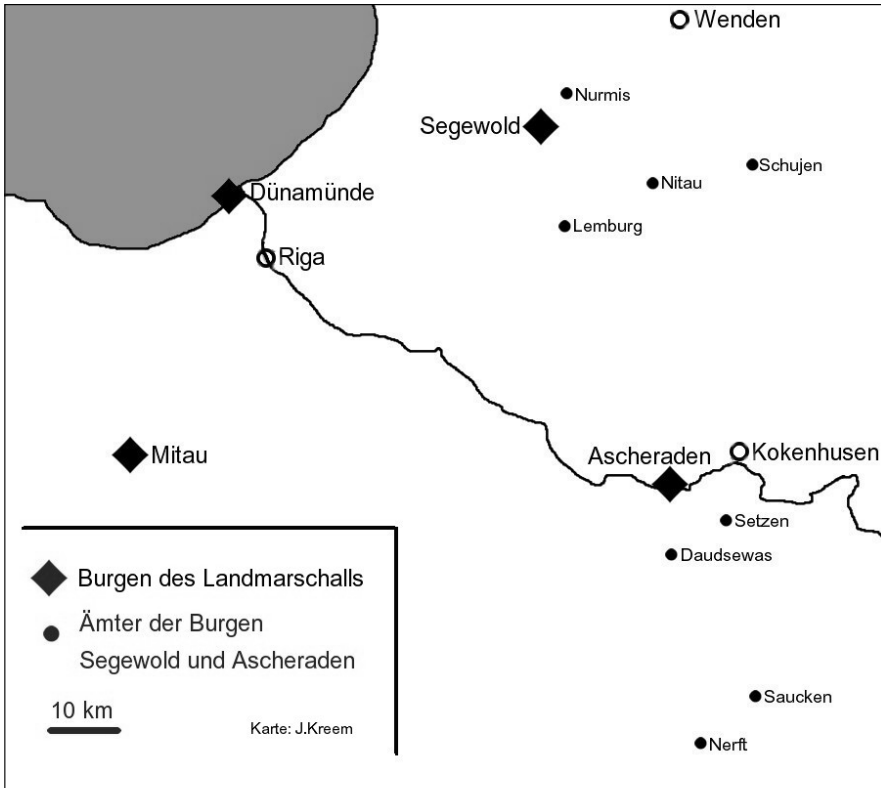 Wenden
Nurmis
Segewold
Schujen
Nitau
Dünamünde
Lemburg
Riga
Mitau
Ascheraden
Kokenhusen
Setzen
Daudsewas
Burgen des Landmarschalls
Ämter der Burgen
Segewold und Ascheraden
10 km
Karte: J.Kreem
Saucken
Nerft